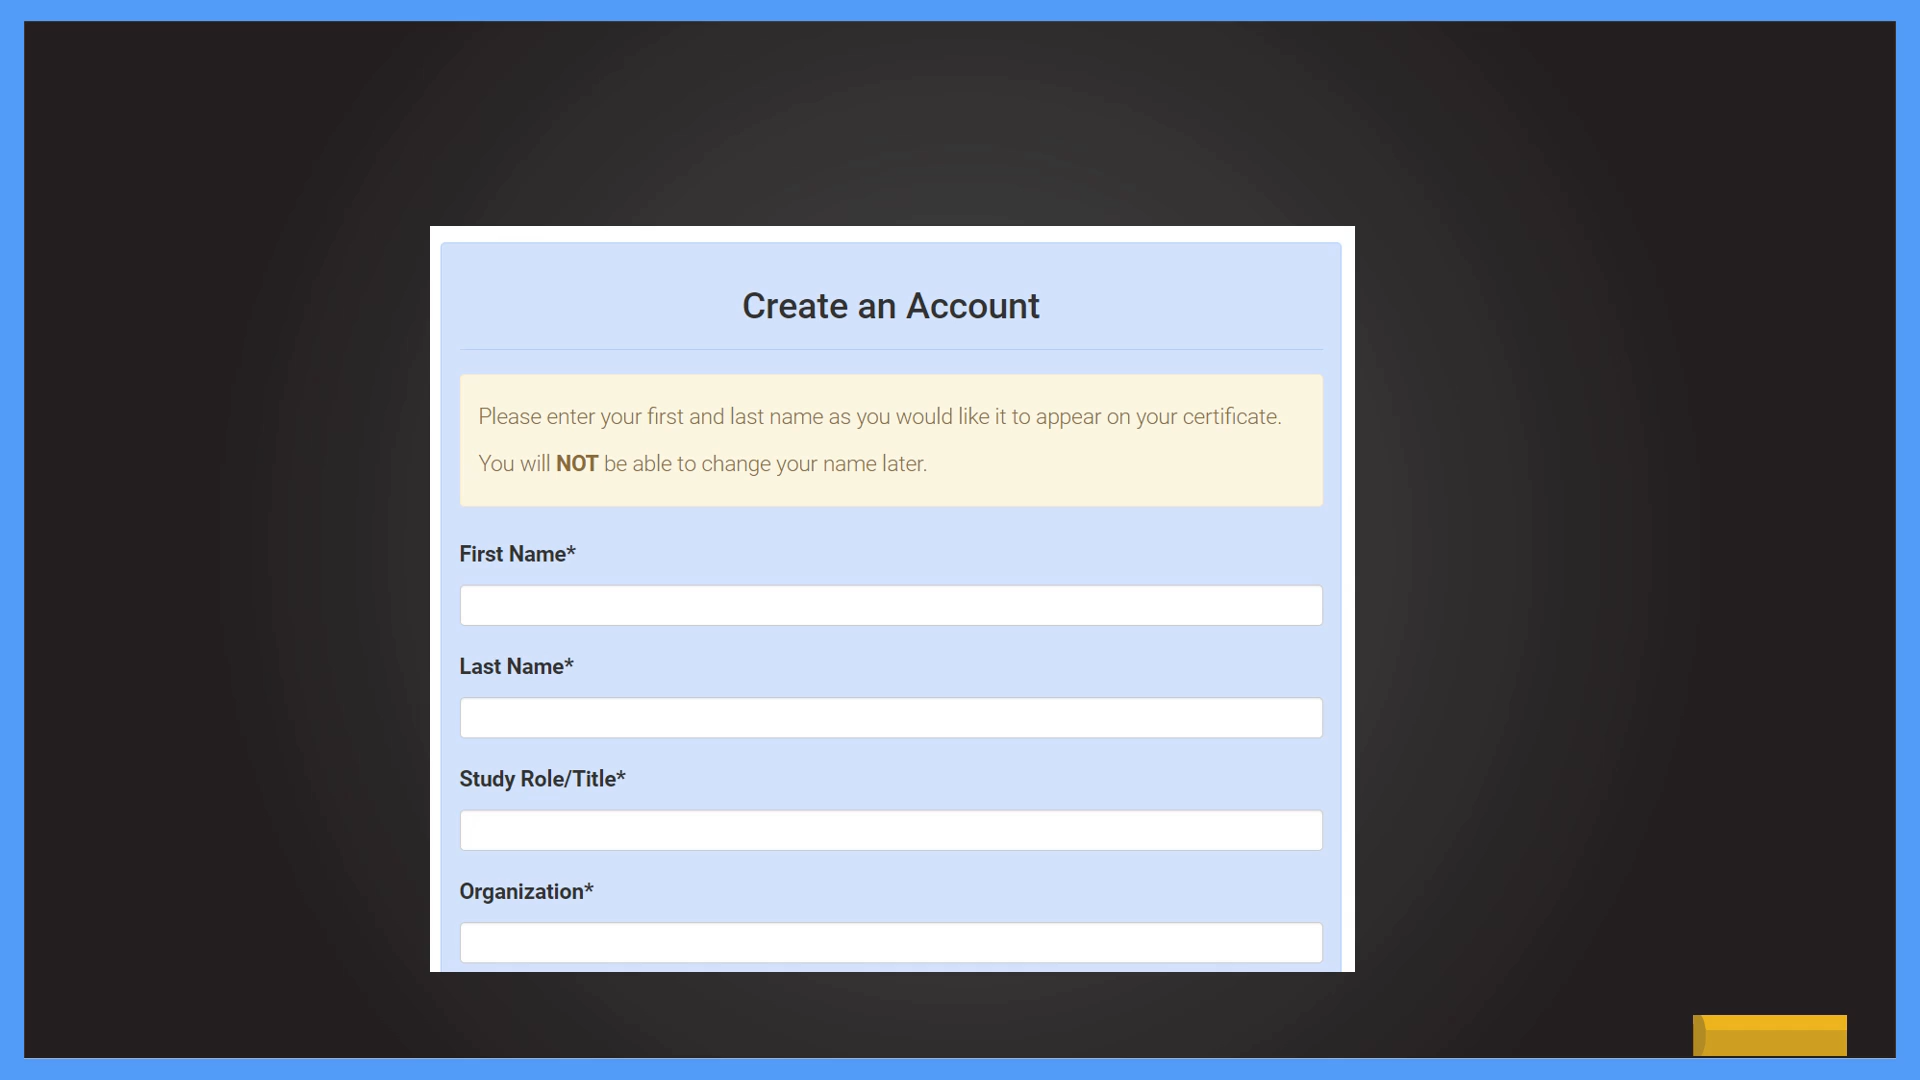 Create an Account
Please enter your first and last name as you would like it to appear on your certificate.
You will NOT be able to change your name later.
First Name*
Last Name*
Study Role/Title*
Organization*